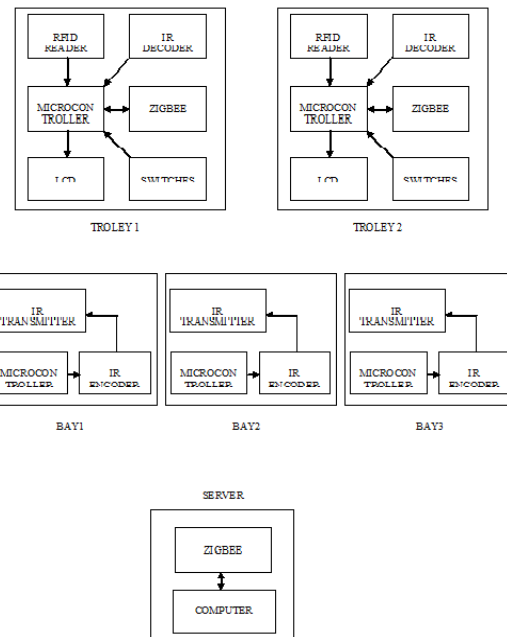 RFID
READER
IR
DECODER
MICROCON
TROLLER
ZIGBEE
LCD
SWITCHES
TROLEY 1
RFID
READER
IR
DECODER
MICROCON
TROLLER
ZIGBEE
LCD
SWITCHES
TROLEY 2
IR
TRANSMITTER
MICROCON
TROLLER
IR
ENCODER
BAY1
IR
TRANSMITTER
MICROCON
TROLLER
IR
ENCODER
BAY2
IR
TRANSMITTER
MICROCON
TROLLER
IR
ENCODER
BAY3
SERVER
ZIGBEE
COMPUTER